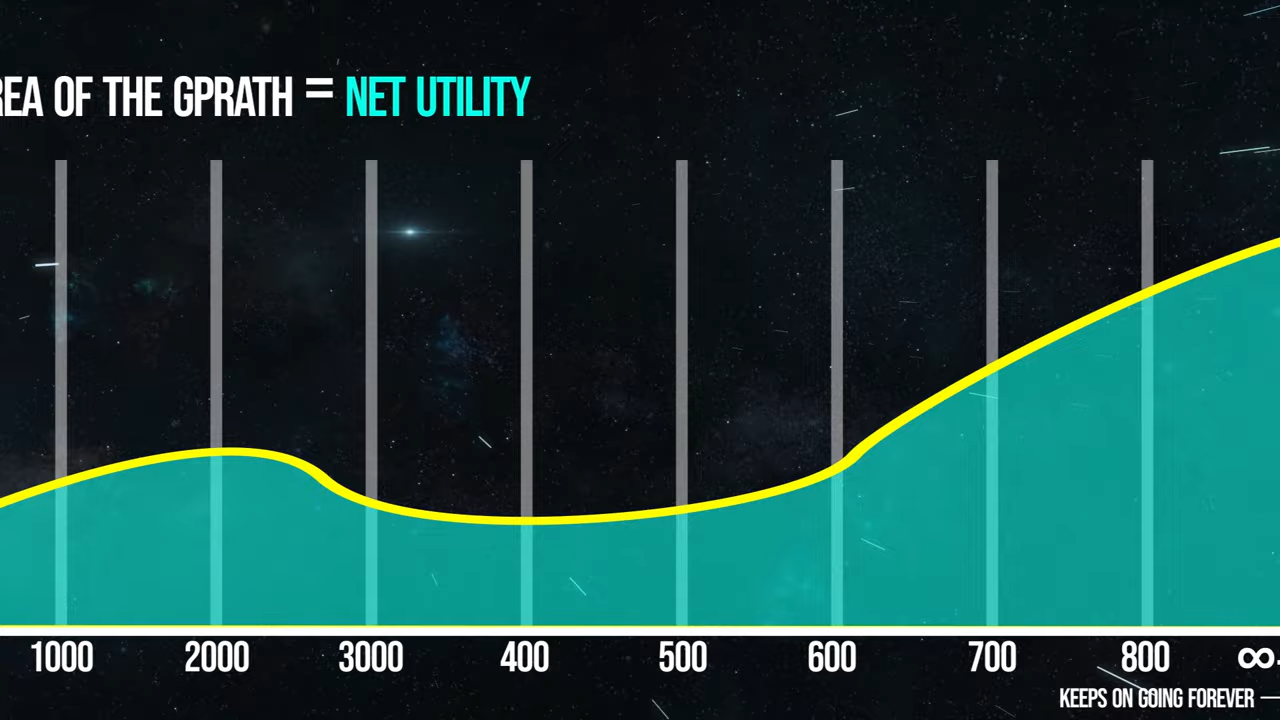 REA OF THE GPRATH = NET UTILITY
1000 2000 3000 400 500 600 700 800 ∞
KEEPS ON GOING FOREVER